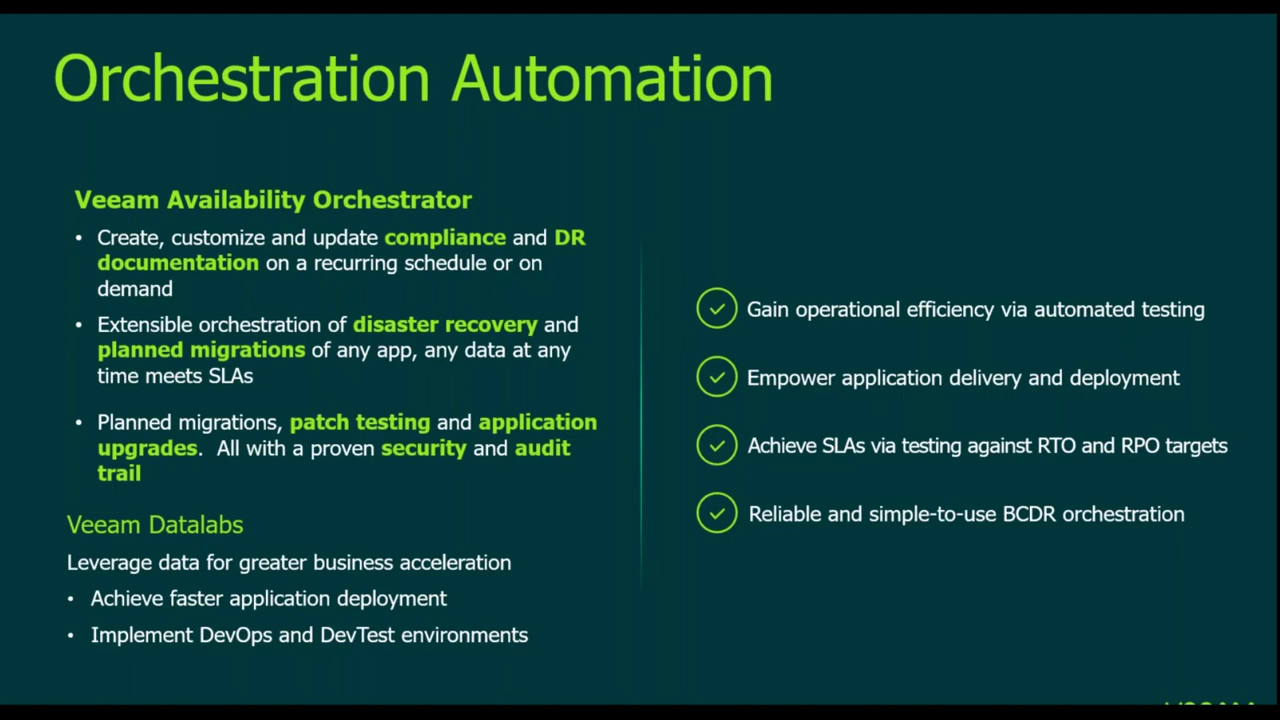 Orchestration Automation
Veeam Availability Orchestrator
• Create, customize and update compliance and DR
documentation on a recurring schedule or on
demand
• Extensible orchestration of disaster recovery and
planned migrations of any app, any data at any
time meets SLAs
• Planned migrations, patch testing and application
upgrades.  All with a proven security and audit
trail
Veeam Datalabs
Leverage data for greater business acceleration
• Achieve faster application deployment
• Implement DevOps and DevTest environments
Gain operational efficiency via automated testing
Empower application delivery and deployment
Achieve SLAs via testing against RTO and RPO targets
Reliable and simple-to-use BCDR orchestration